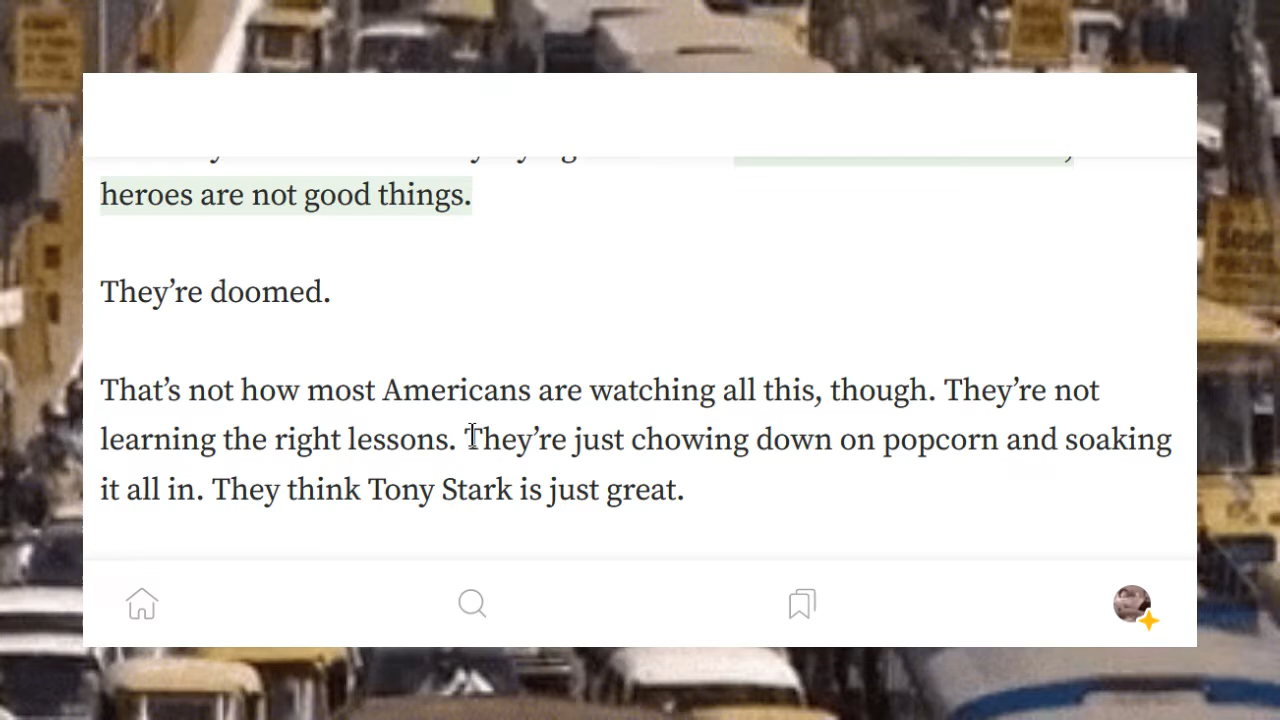 heroes are not good things.
They’re doomed.
That’s not how most Americans are watching all this, though. They’re not
learning the right lessons. They’re just chowing down on popcorn and soaking
it all in. They think Tony Stark is just great.